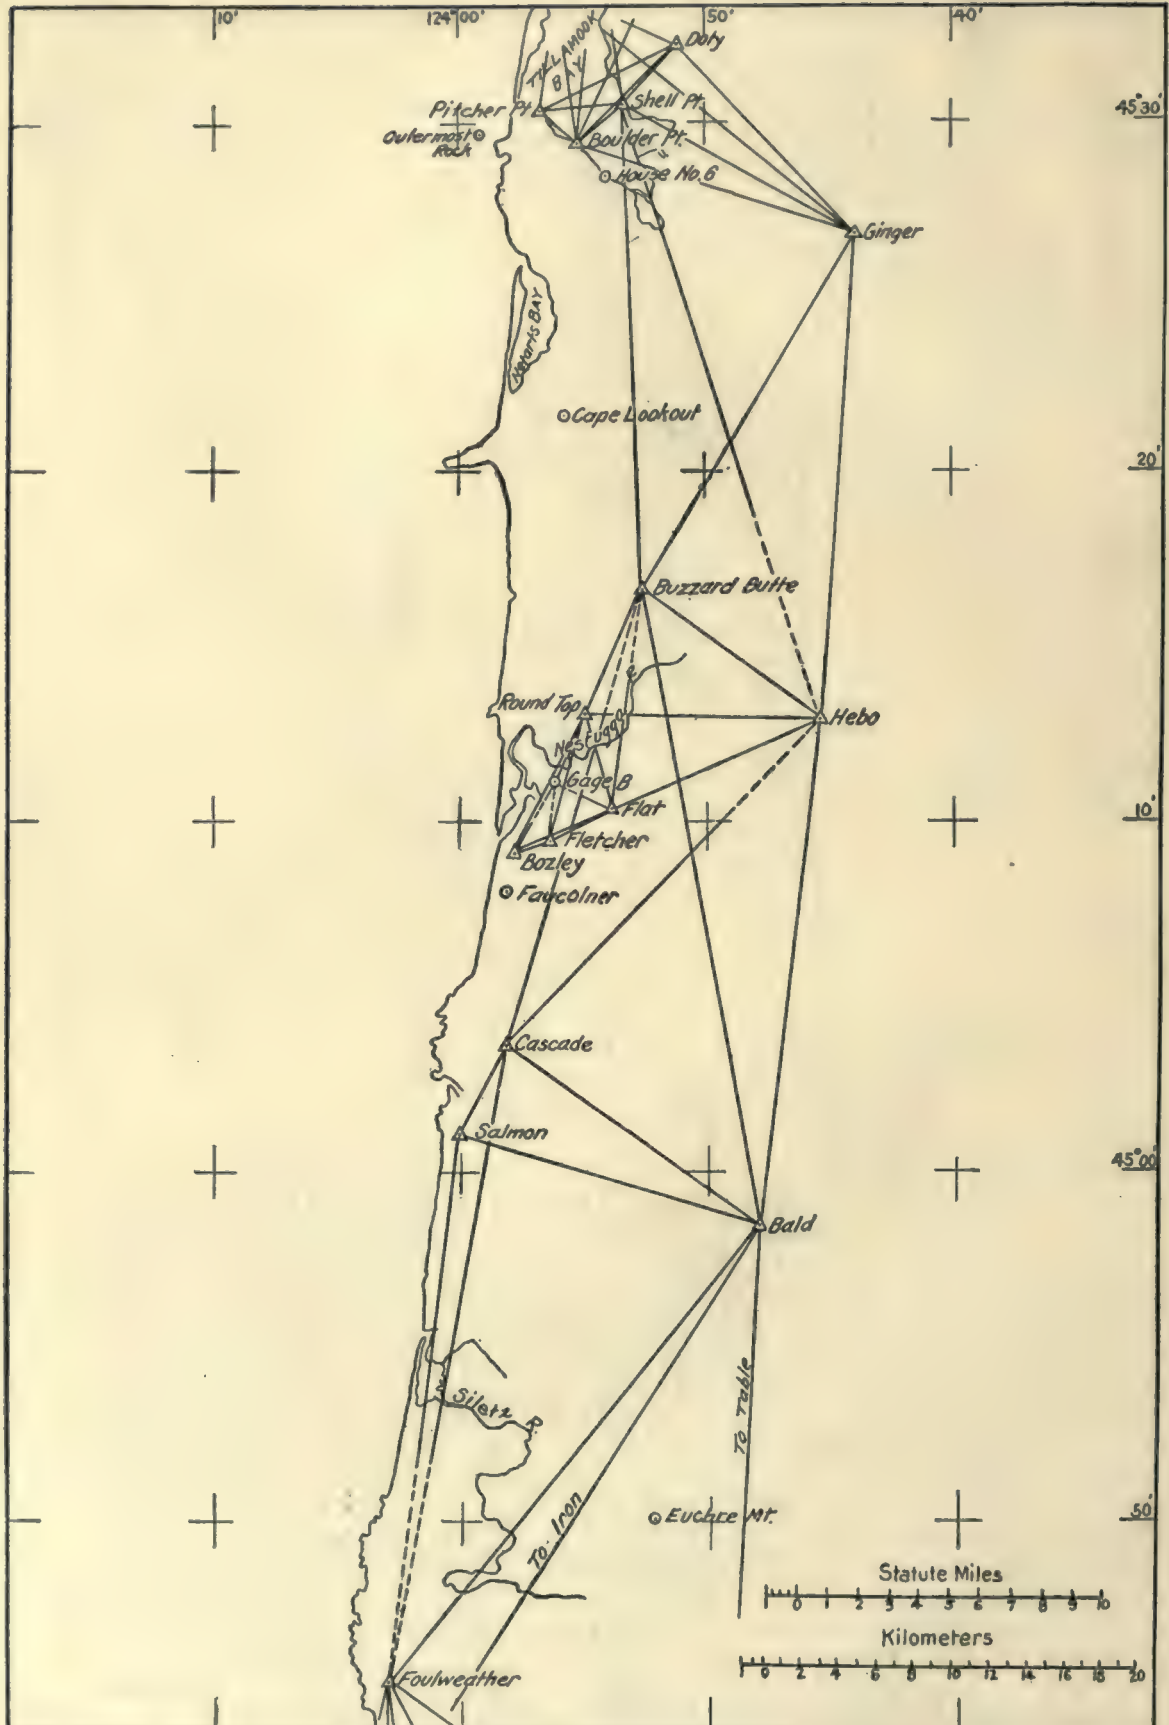 10'
124°00'
50'
40'
TILLAMOOK
BAY
Doty
Pitcher Pt.
Shell Pt.
45°30'
Outermost
Rock
Boulder Pt.
House No.6
Ginger
Netarts BAY
Cape Lookout
20'
Buzzard Butte
Round Top
Hebo
Nestugga
R.
Gage B
Flat
10'
Fletcher
Bozley
Faucolner
Cascade
Salmon
45°00'
Bald
To Table
Siletz
R.
To Iron
Euchre Mt.
50'
Statute Miles
1 0 1 2 3 4 5 6 7 8 9 10
Kilometers
1 0 2 4 6 8 10 12 14 16 18 20
Foulweather